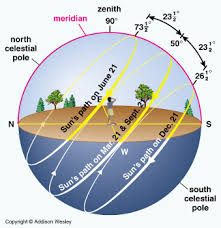 zenith
meridian
90°
73½°
23½°
50°
23½°
26½°
north
celestial
pole
Sun's path on June 21
E
N
S
W
Sun's path on Mar. 21 & Sept. 21
Sun's path on Dec. 21
south
celestial
pole
Copyright © Addison Wesley